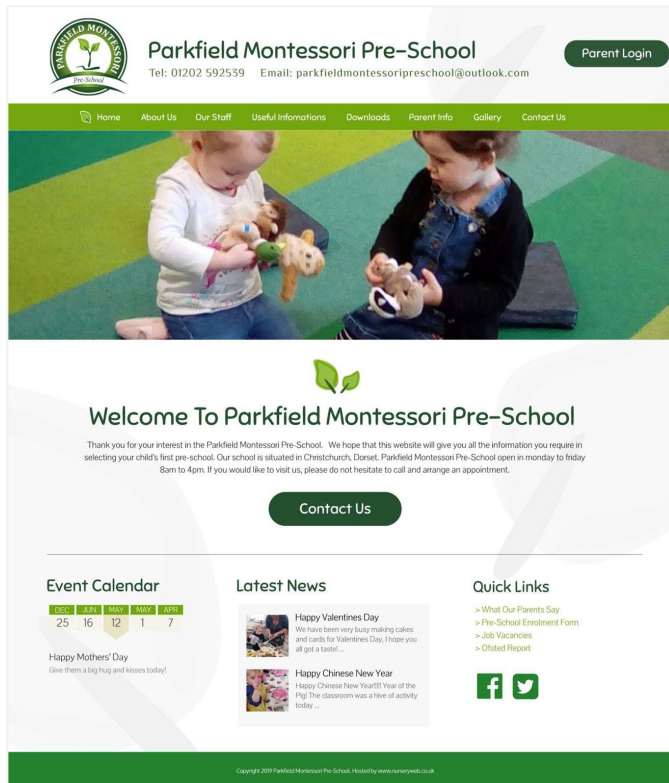 PARKFIELD MONTESSORI
Pre-School
Parkfield Montessori Pre-School
Tel: 01202 592539 Email: parkfieldmontessoripreschool@outlook.com
Parent Login
Home About Us Our Staff Useful Infomations Downloads Parent Info Gallery Contact Us
Welcome To Parkfield Montessori Pre-School
Thank you for your interest in the Parkfield Montessori Pre-School. We hope that this website will give you all the information you require in
selecting your child's first pre-school. Our school is situated in Christchurch, Dorset. Parkfield Montessori Pre-School open in monday to friday
8am to 4pm. If you would like to visit us, please do not hesitate to call and arrange an appointment.
Contact Us
Event Calendar
DEC JUN MAY MAY APR
25 16 12 1 7
Happy Mothers' Day
Give them a big hug and kisses today!
Latest News
Happy Valentines Day
We have been very busy making cakes
and cards for Valentines Day, I hope you
all got a taste! ...
Happy Chinese New Year
Happy Chinese New Year!!!! Year of the
Pig! The classroom was a hive of activity
today ...
Quick Links
> What Our Parents Say
> Pre-School Enrolment Form
> Job Vacancies
> Ofsted Report
Copyright 2019 Parkfield Montessori Pre-School, Hosted by www.nurseryweb.co.uk